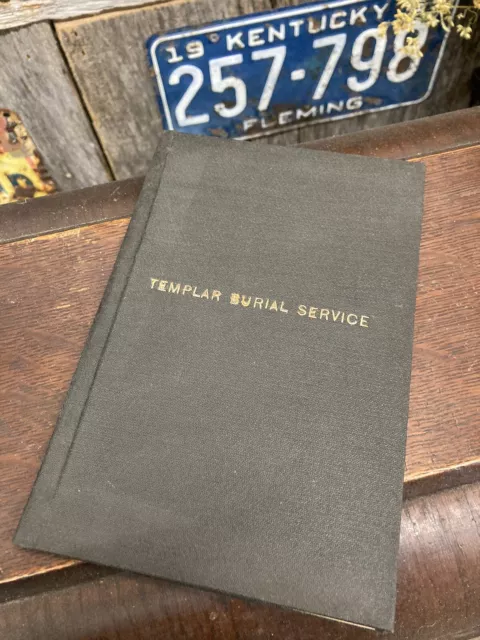 19 KENTUCKY
257-798
FLEMING
TEMPLAR BURIAL SERVICE